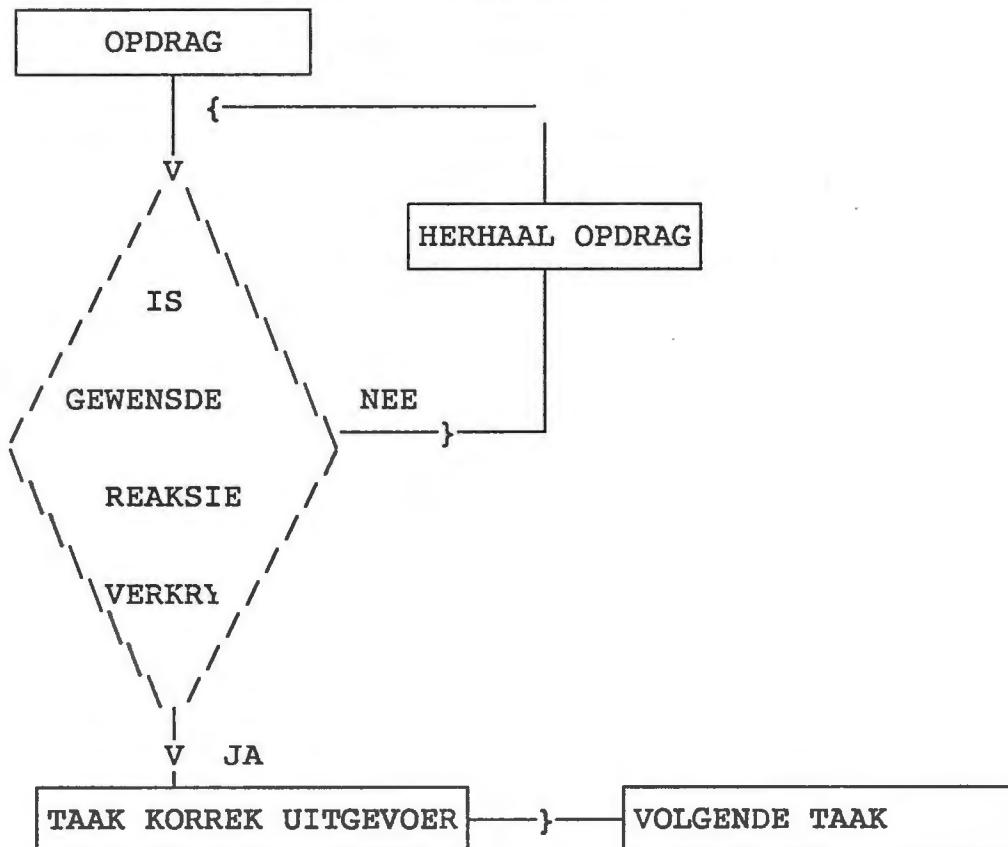 OPDRAG
HERHAAL OPDRAG
IS
GEWENSDE
NEE
REAKSIE
VERKRY
JA
TAAK KORREK UITGEVOER
VOLGENDE TAAK